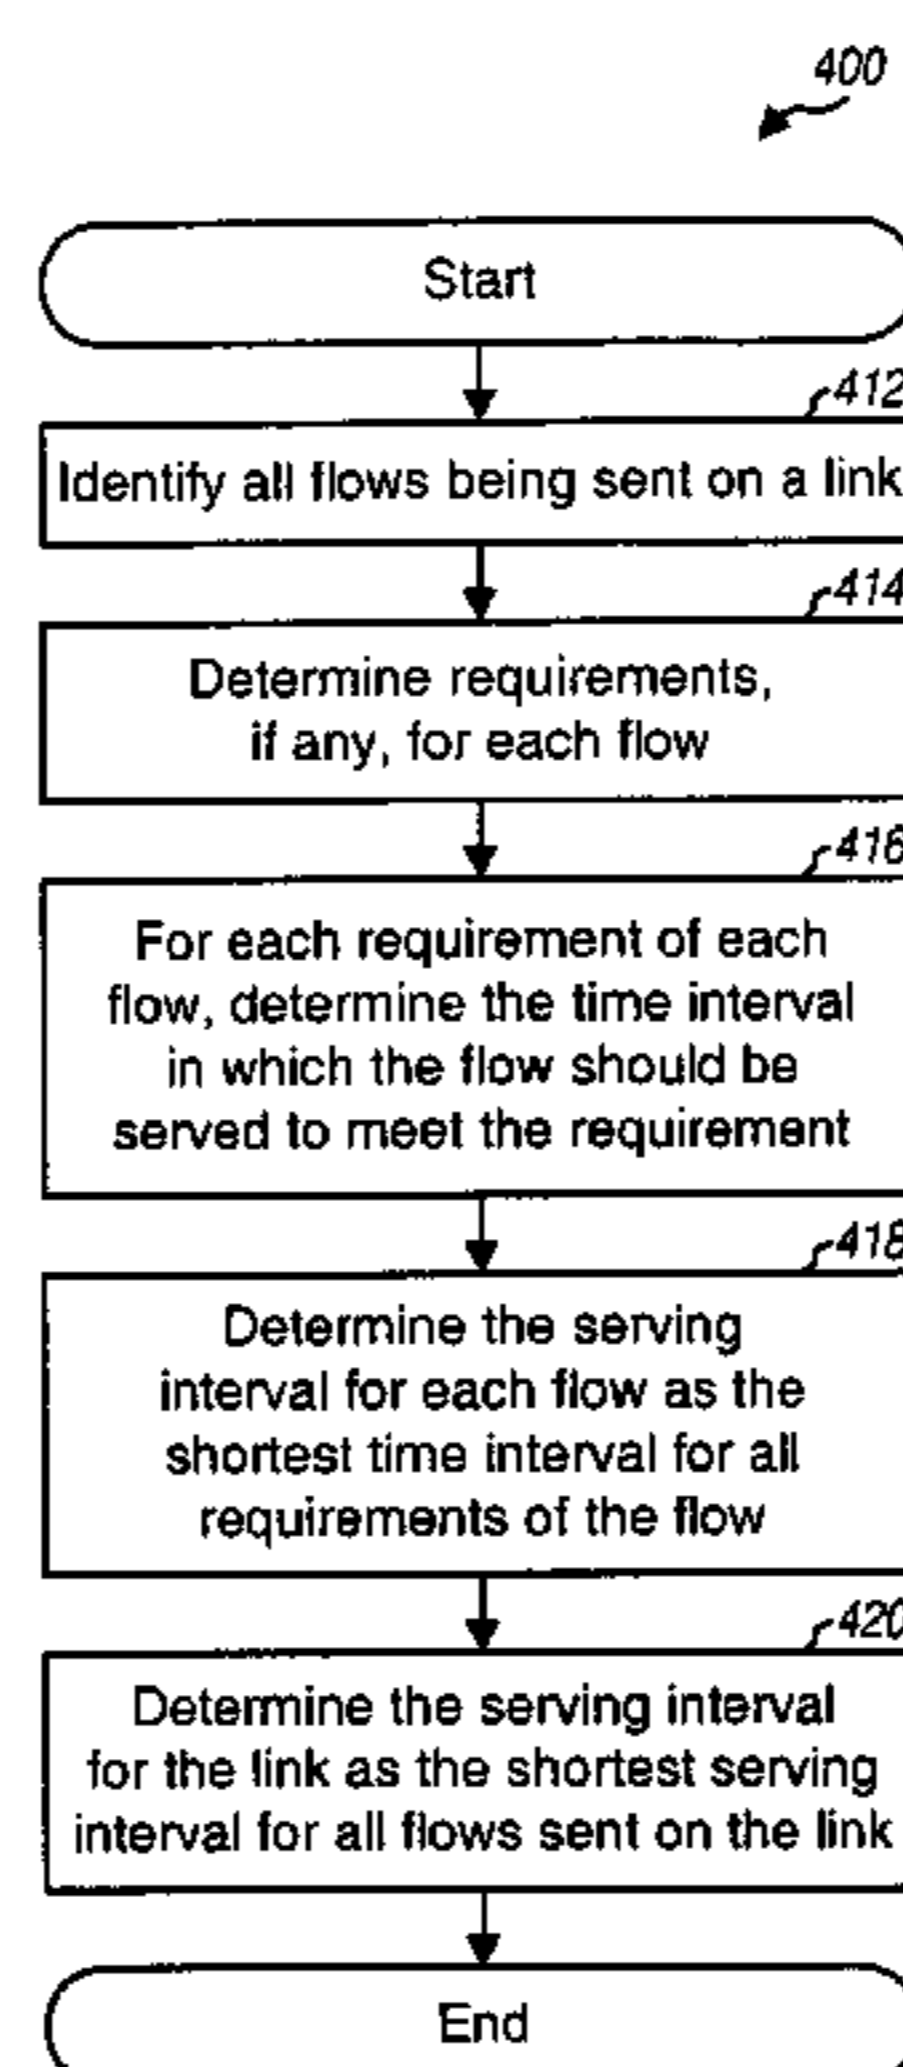 400
Start
412
Identify all flows being sent on a link
414
Determine requirements,
if any, for each flow
416
For each requirement of each
flow, determine the time interval
in which the flow should be
served to meet the requirement
418
Determine the serving
interval for each flow as the
shortest time interval for all
requirements of the flow
420
Determine the serving interval
for the link as the shortest serving
interval for all flows sent on the link
End